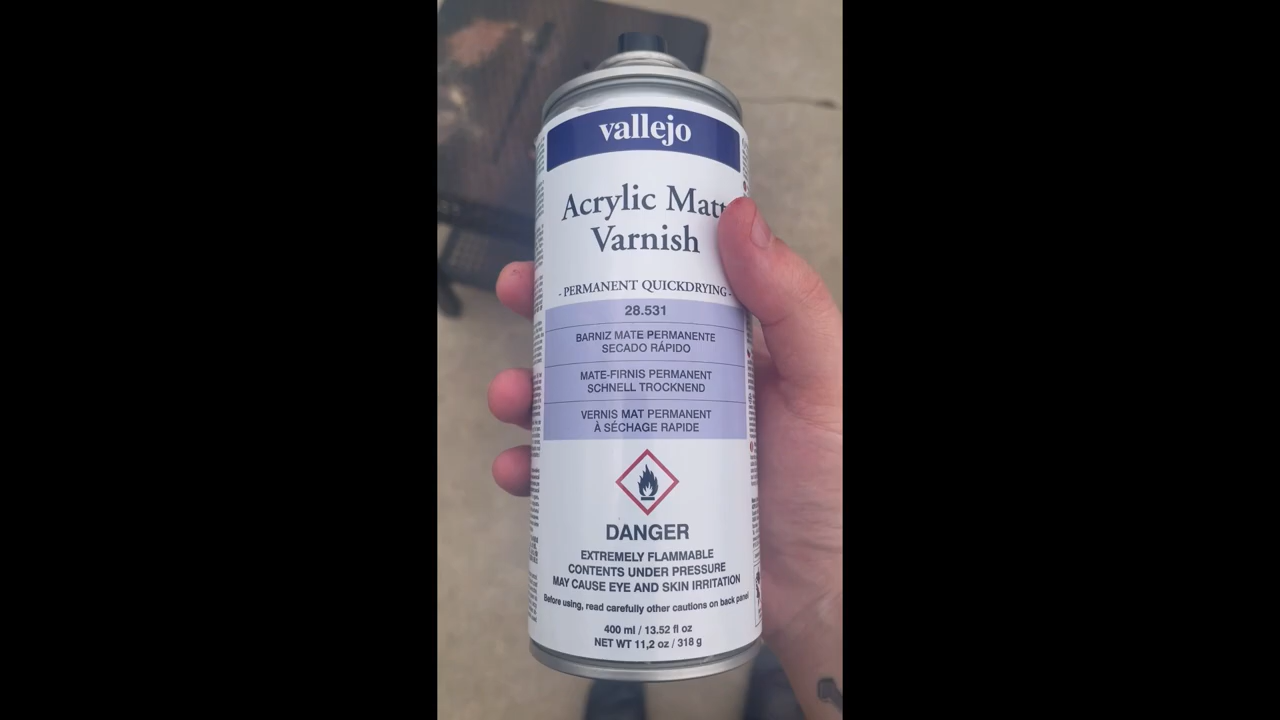 vallejo
Acrylic Matt
Varnish
- PERMANENT QUICKDRYING -
28.531
BARNIZ MATE PERMANENTE
SECADO RÁPIDO
MATE-FIRNIS PERMANENT
SCHNELL TROCKNEND
VERNIS MAT PERMANENT
À SÉCHAGE RAPIDE
DANGER
EXTREMELY FLAMMABLE
CONTENTS UNDER PRESSURE
MAY CAUSE EYE AND SKIN IRRITATION
Before using, read carefully other cautions on back panel
400 ml / 13.52 fl oz
NET WT 11,2 oz / 318 g